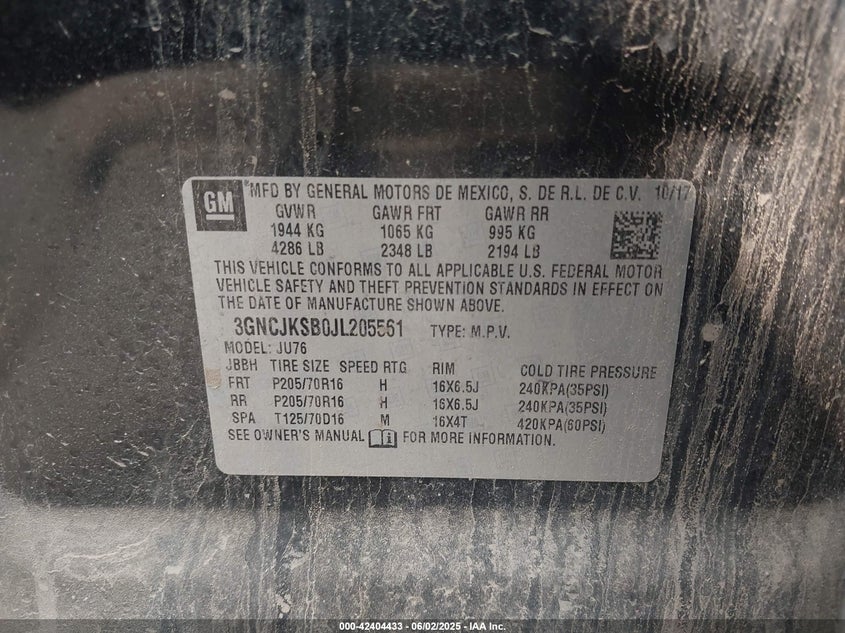 GM
MFD BY GENERAL MOTORS DE MEXICO, S. DE R.L. DE C.V. 10/17
GVWR GAWR FRT GAWR RR
1944 KG 1065 KG 995 KG
4286 LB 2348 LB 2194 LB
THIS VEHICLE CONFORMS TO ALL APPLICABLE U.S. FEDERAL MOTOR
VEHICLE SAFETY AND THEFT PREVENTION STANDARDS IN EFFECT ON
THE DATE OF MANUFACTURE SHOWN ABOVE.
3GNCJKSB0JL205561 TYPE: M.P.V.
MODEL: JU76
JBBH TIRE SIZE SPEED RTG RIM COLD TIRE PRESSURE
FRT P205/70R16 H 16X6.5J 240KPA(35PSI)
RR P205/70R16 H 16X6.5J 240KPA(35PSI)
SPA T125/70D16 M 16X4T 420KPA(60PSI)
SEE OWNER'S MANUAL FOR MORE INFORMATION.
000-42404433 - 06/02/2025 - IAA Inc.